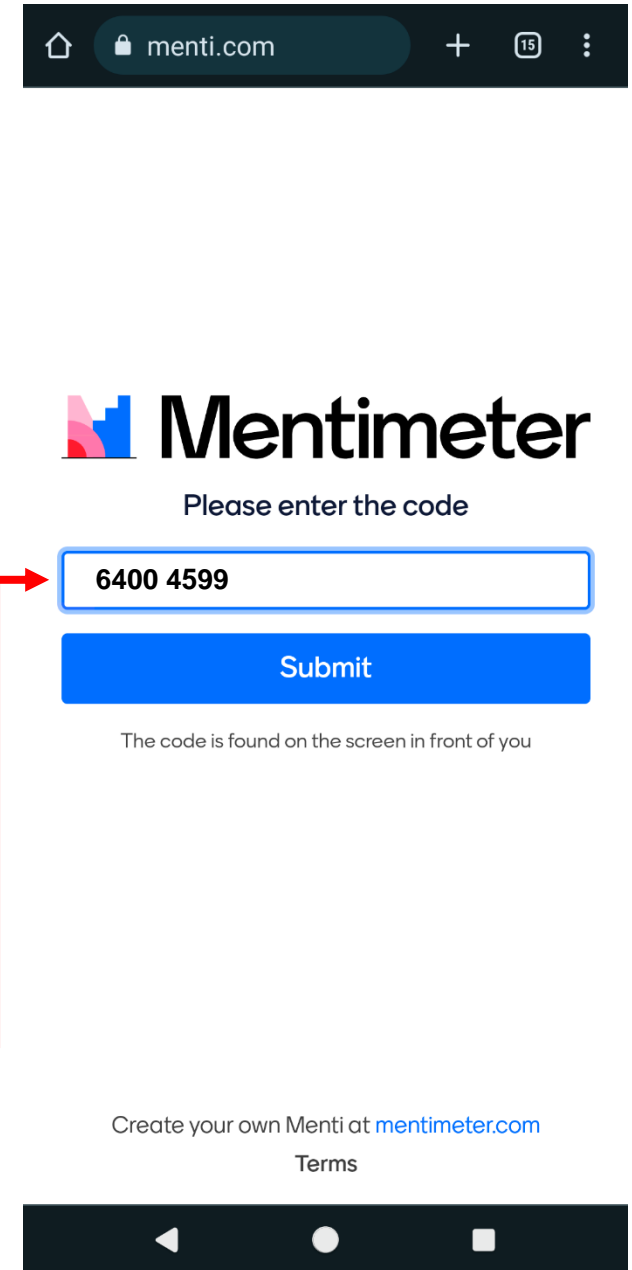 menti.com
15
Mentimeter
Please enter the code
6400 4599
Submit
The code is found on the screen in front of you
Create your own Menti at mentimeter.com
Terms